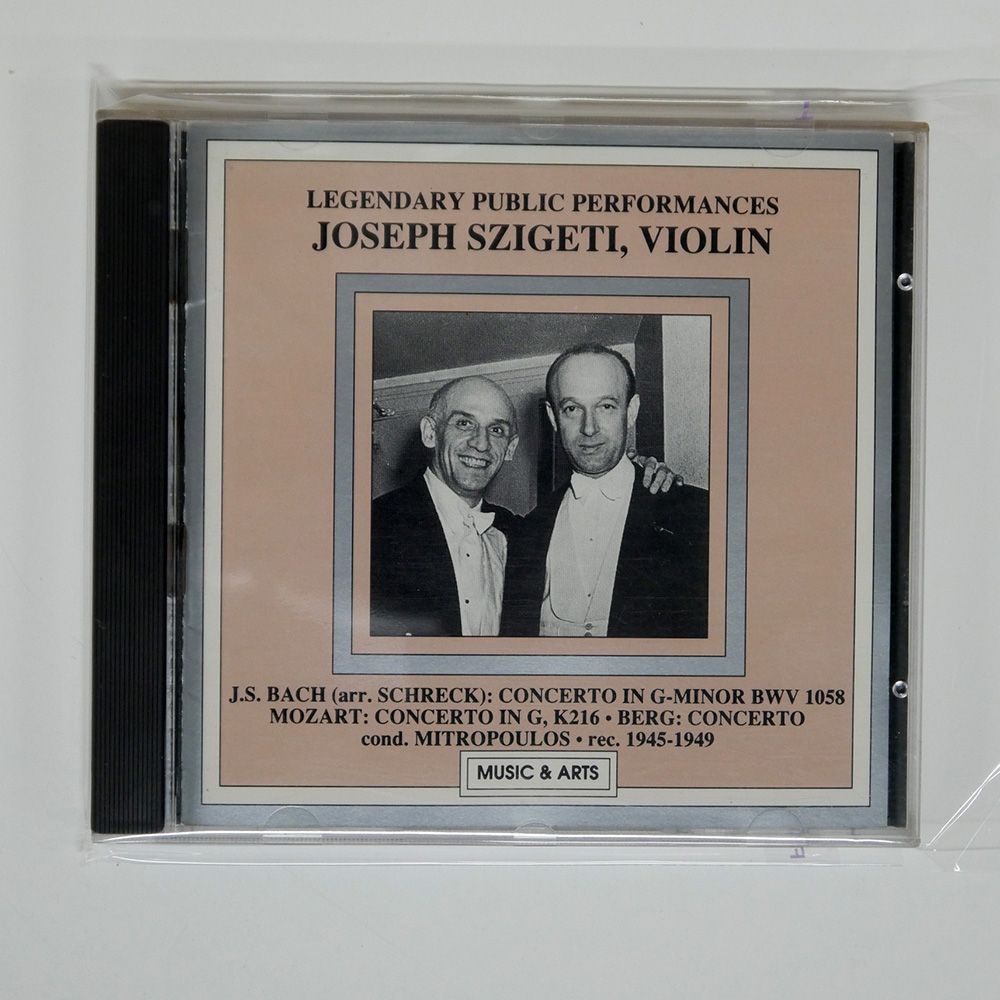 LEGENDARY PUBLIC PERFORMANCES
JOSEPH SZIGETI, VIOLIN
J.S. BACH (arr. SCHRECK): CONCERTO IN G-MINOR BWV 1058
MOZART: CONCERTO IN G, K216 • BERG: CONCERTO
cond. MITROPOULOS • rec. 1945-1949
MUSIC & ARTS